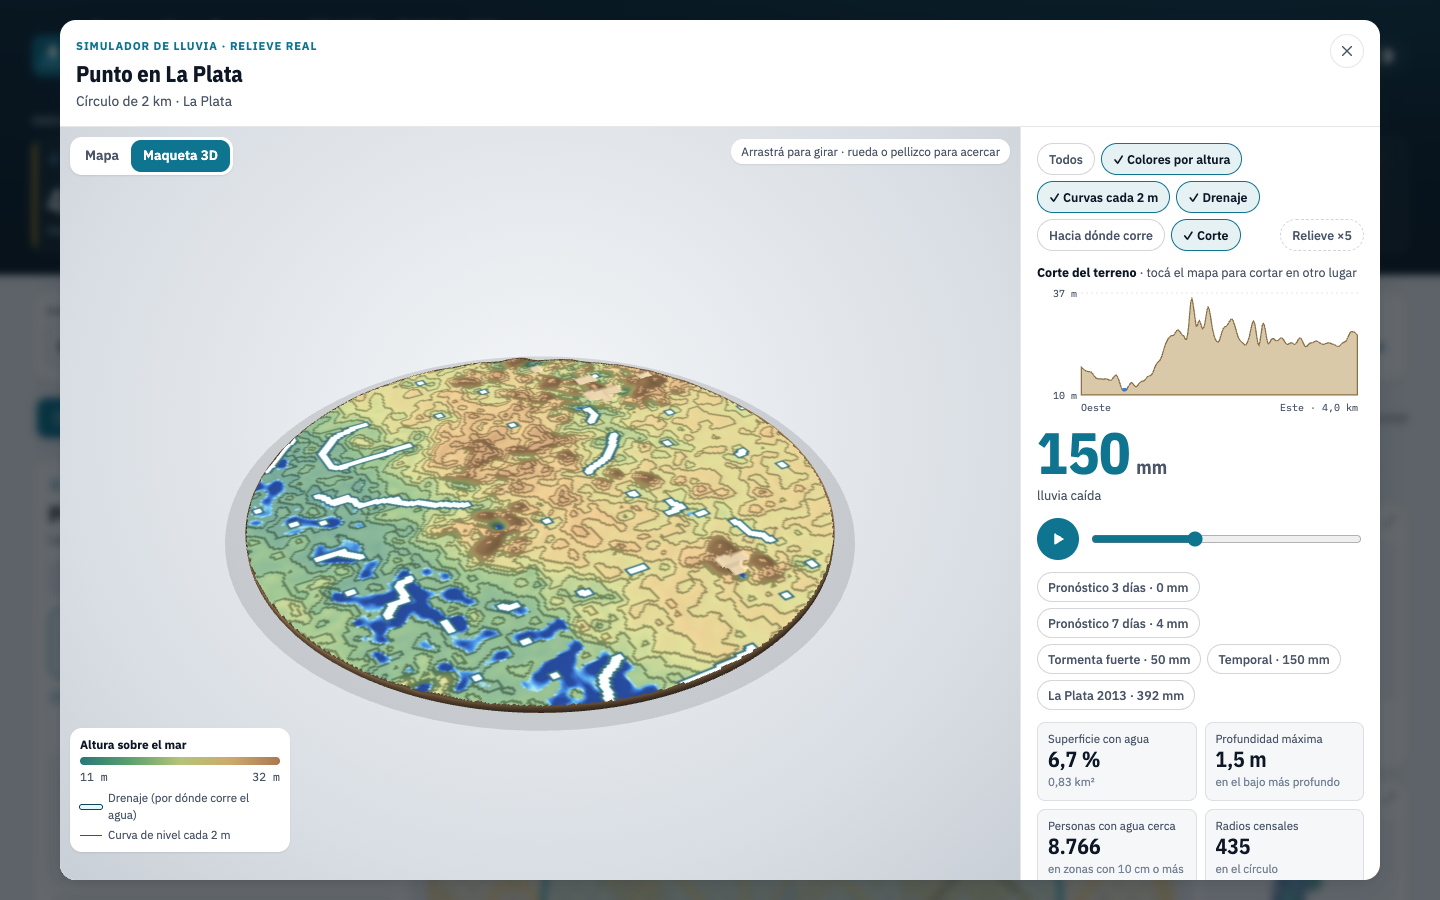 SIMULADOR DE LLUVIA · RELIEVE REAL
Punto en La Plata
Círculo de 2 km · La Plata
Mapa
Maqueta 3D
Arrastrá para girar · rueda o pellizco para acercar
Altura sobre el mar
11 m
32 m
Drenaje (por dónde corre el
agua)
Curva de nivel cada 2 m
Todos
✓ Colores por altura
✓ Curvas cada 2 m
✓ Drenaje
Hacia dónde corre
✓ Corte
Relieve ×5
Corte del terreno · tocá el mapa para cortar en otro lugar
37 m
10 m
Oeste
Este · 4,0 km
150 mm
lluvia caída
Pronóstico 3 días · 0 mm
Pronóstico 7 días · 4 mm
Tormenta fuerte · 50 mm
Temporal · 150 mm
La Plata 2013 · 392 mm
Superficie con agua
6,7 %
0,83 km²
Profundidad máxima
1,5 m
en el bajo más profundo
Personas con agua cerca
8.766
en zonas con 10 cm o más
Radios censales
435
en el círculo